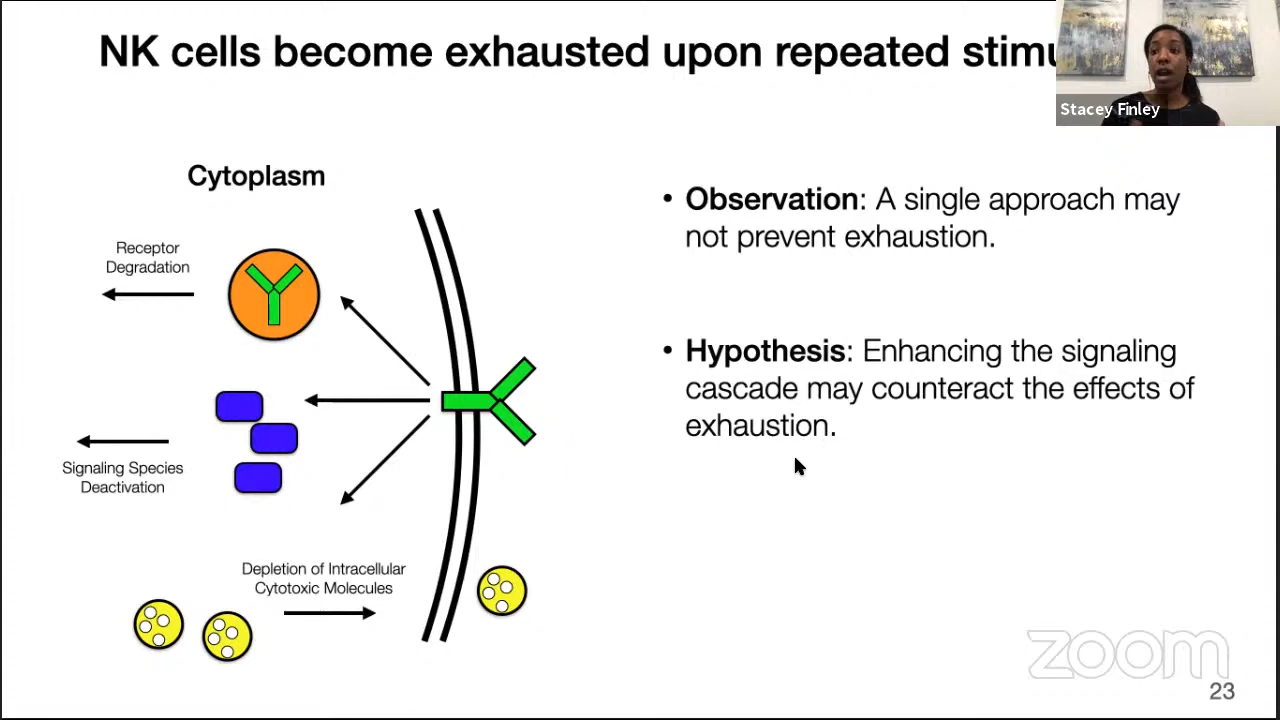 NK cells become exhausted upon repeated
Stacey Finley
Cytoplasm
Receptor
Degradation
Signaling Species
Deactivation
Depletion of Intracellular
Cytotoxic Molecules
• Observation: A single approach may
not prevent exhaustion.
• Hypothesis: Enhancing the signaling
cascade may counteract the effects of
exhaustion.
zoom
23